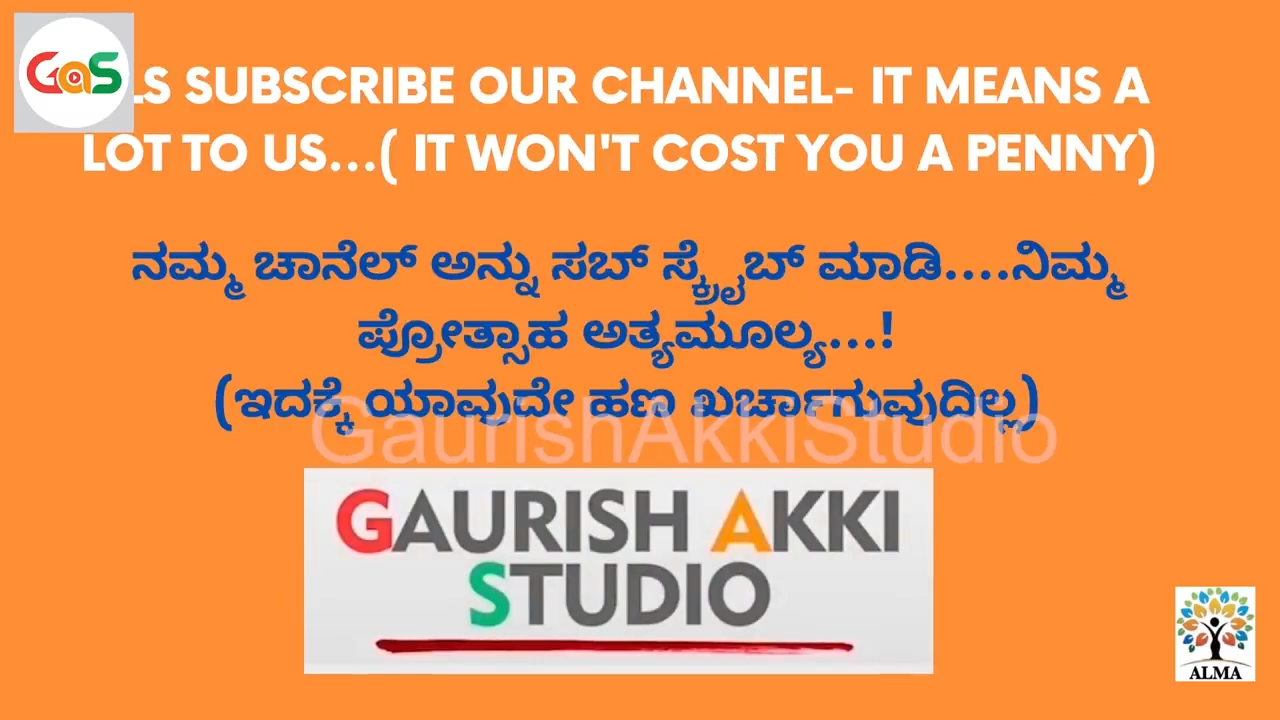 GaS
LS SUBSCRIBE OUR CHANNEL- IT MEANS A
LOT TO US...( IT WON'T COST YOU A PENNY)
ನಮ್ಮ ಚಾನೆಲ್ ಅನ್ನು ಸಬ್ ಸ್ಕ್ರೈಬ್ ಮಾಡಿ....ನಿಮ್ಮ
ಪ್ರೋತ್ಸಾಹ ಅತ್ಯಮೂಲ್ಯ...!
(ಇದಕ್ಕೆ ಯಾವುದೇ ಹಣ ಖರ್ಚಾಗುವುದಿಲ್ಲ)
GaurishAkkiStudio
GAURISH AKKI
STUDIO
ALMA